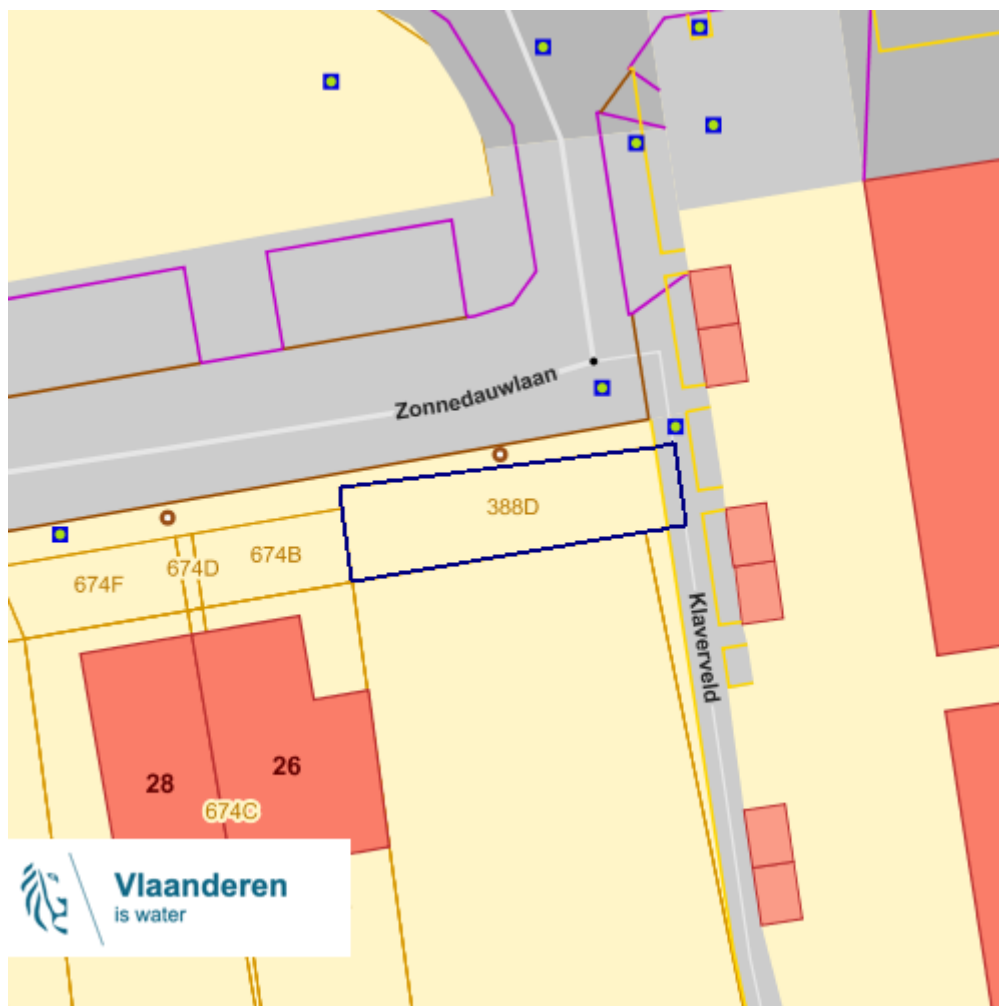 Zonnedauwlaan
388D
674B
674D
674F
Klaverveld
26
28
674C
Vlaanderen
is water